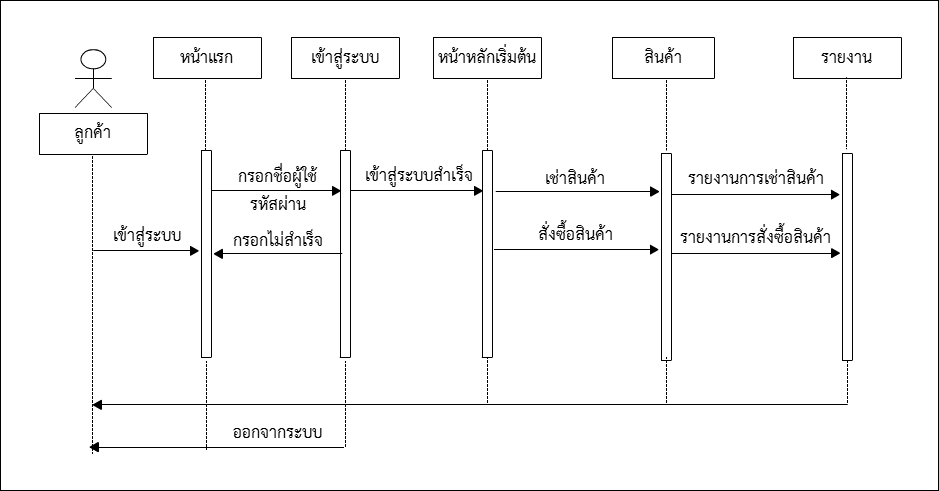 หน้าแรก
เข้าสู่ระบบ
หน้าหลักเริ่มต้น
สินค้า
รายงาน
ลูกค้า
กรอกชื่อผู้ใช้
รหัสผ่าน
เข้าสู่ระบบสำเร็จ
เช่าสินค้า
รายงานการเช่าสินค้า
เข้าสู่ระบบ
กรอกไม่สำเร็จ
สั่งซื้อสินค้า
รายงานการสั่งซื้อสินค้า
ออกจากระบบ